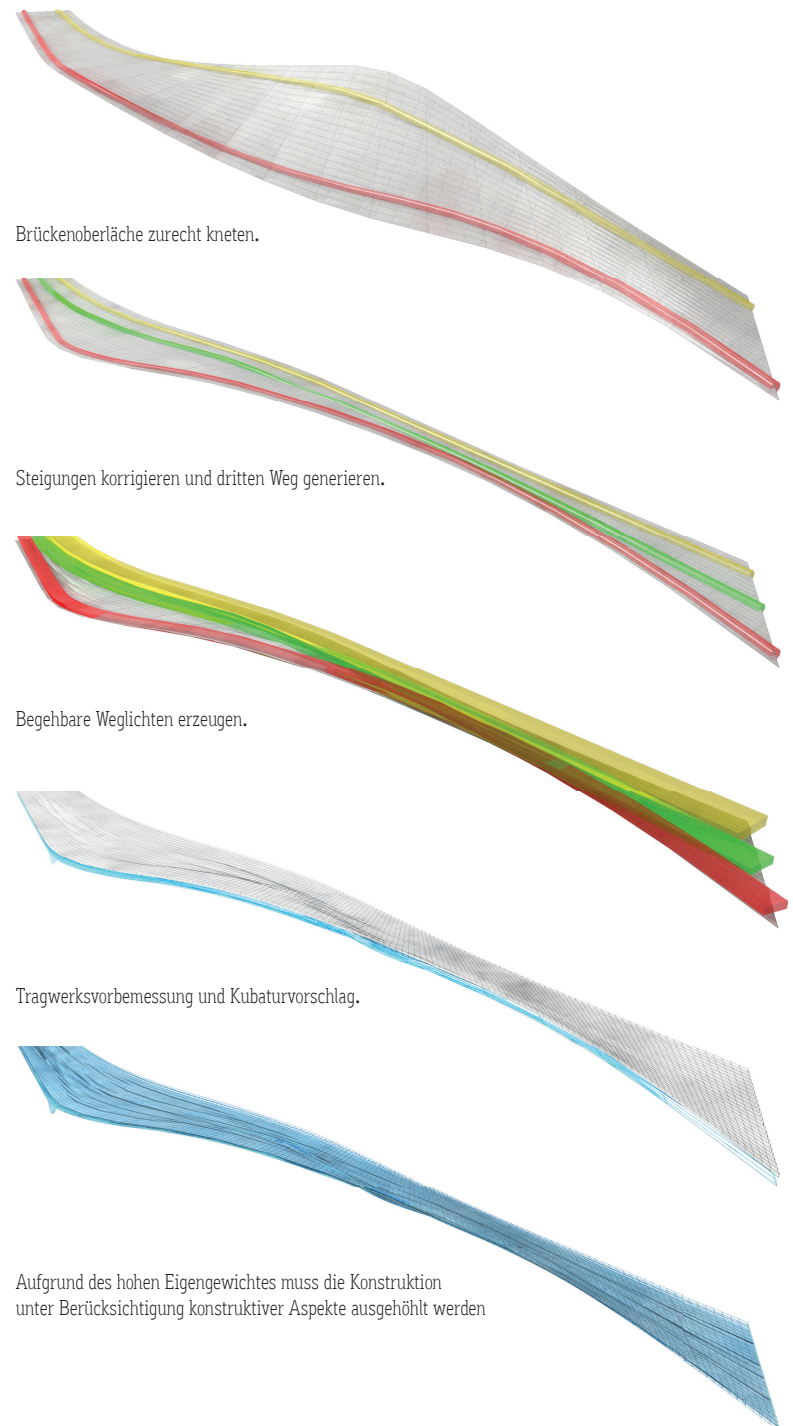 Brückenoberläche zurecht kneten.
Steigungen korrigieren und dritten Weg generieren.
Begehbare Weglichten erzeugen.
Tragwerksvorbemessung und Kubaturvorschlag.
Aufgrund des hohen Eigengewichtes muss die Konstruktion
unter Berücksichtigung konstruktiver Aspekte ausgehöhlt werden